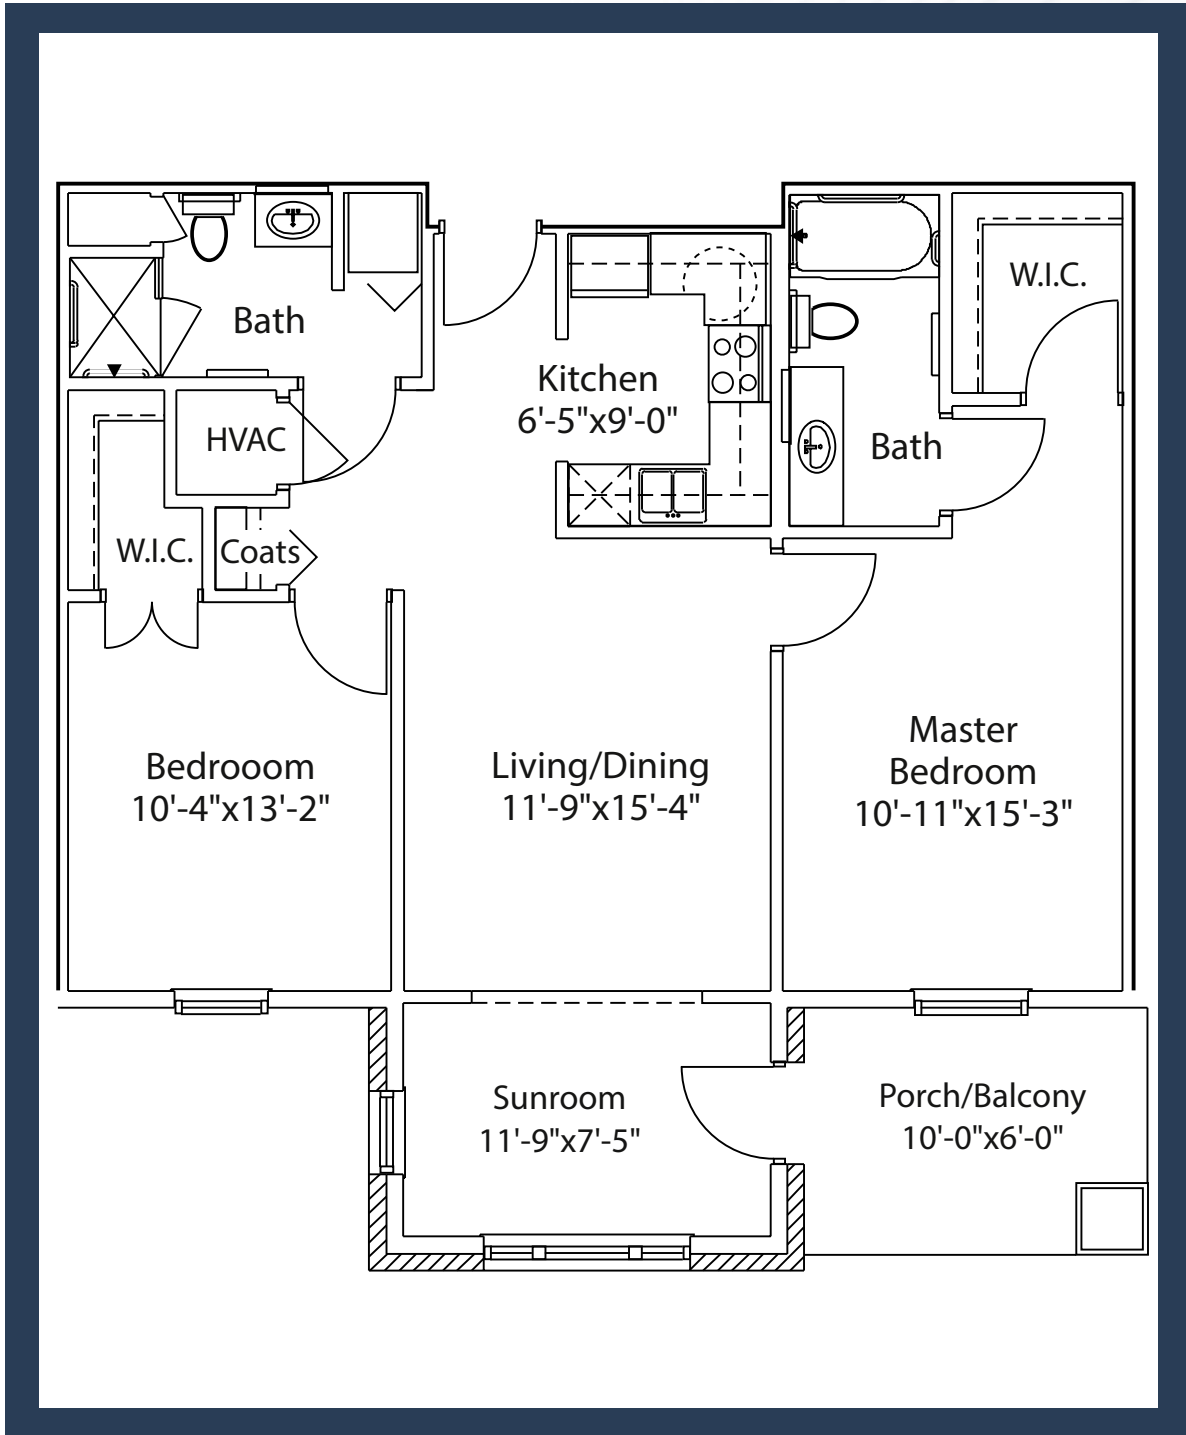 W.I.C.
Bath
Kitchen
6'-5"x9'-0"
HVAC
Bath
W.I.C.
Coats
Bedrooom
10'-4"x13'-2"
Living/Dining
11'-9"x15'-4"
Master
Bedroom
10'-11"x15'-3"
Sunroom
11'-9"x7'-5"
Porch/Balcony
10'-0"x6'-0"